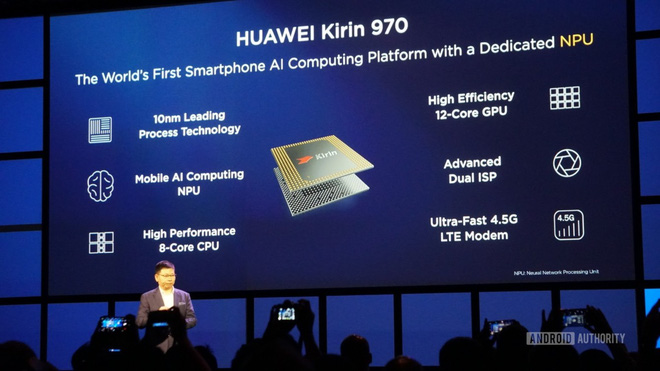 HUAWEI Kirin 970
The World's First Smartphone AI Computing Platform with a Dedicated NPU
10nm Leading
Process Technology
Mobile AI Computing
NPU
High Performance
8-Core CPU
Kirin
High Efficiency
12-Core GPU
Advanced
Dual ISP
4.5G
Ultra-Fast 4.5G
LTE Modem
NPU: Neural Network Processing Unit
ANDROID AUTHORITY